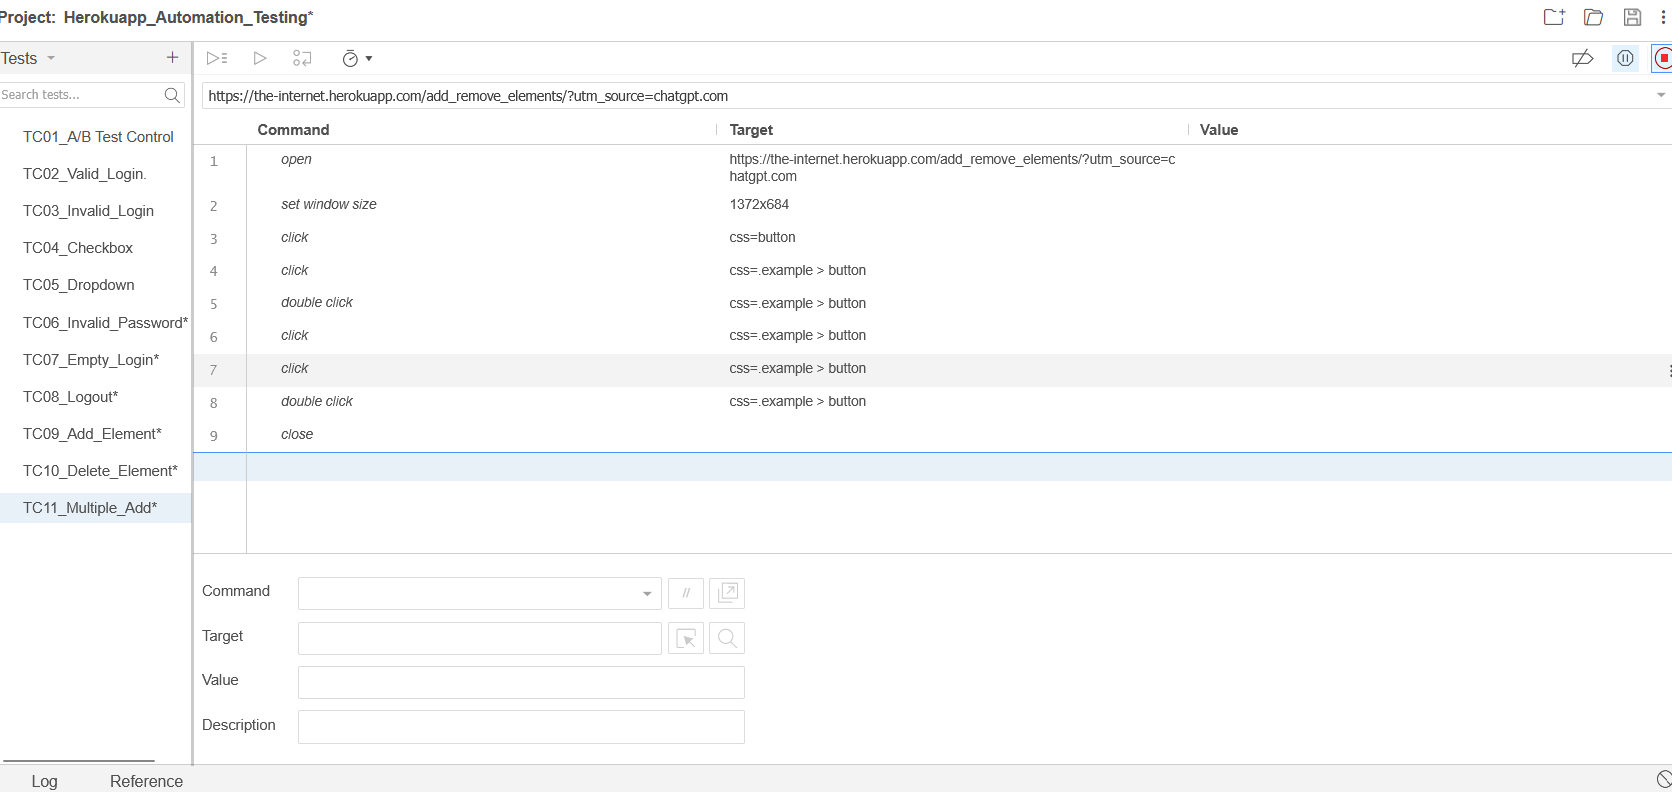 Project: Herokuapp_Automation_Testing*
Tests
Search tests...
TC01_A/B Test Control
TC02_Valid_Login.
TC03_Invalid_Login
TC04_Checkbox
TC05_Dropdown
TC06_Invalid_Password*
TC07_Empty_Login*
TC08_Logout*
TC09_Add_Element*
TC10_Delete_Element*
TC11_Multiple_Add*
https://the-internet.herokuapp.com/add_remove_elements/?utm_source=chatgpt.com
Command Target Value
1 open https://the-internet.herokuapp.com/add_remove_elements/?utm_source=c
hatgpt.com
2 set window size 1372x684
3 click css=button
4 click css=.example > button
5 double click css=.example > button
6 click css=.example > button
7 click css=.example > button
8 double click css=.example > button
9 close
Command //
Target
Value
Description
Log Reference